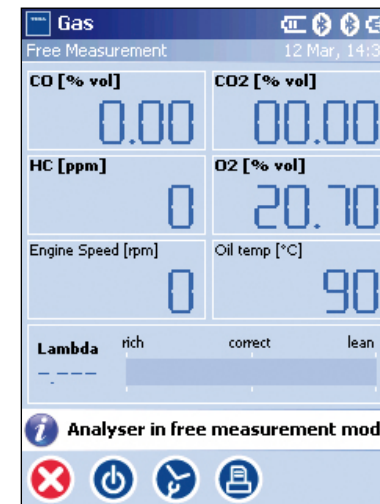 Gas
Free Measurement 12 Mar, 14:3
CO [% vol] CO2 [% vol]
0.00 00.00
HC [ppm] O2 [% vol]
0 20.70
Engine Speed [rpm] Oil temp [°C]
0 90
rich correct lean
Lambda
-.---
Analyser in free measurement mod